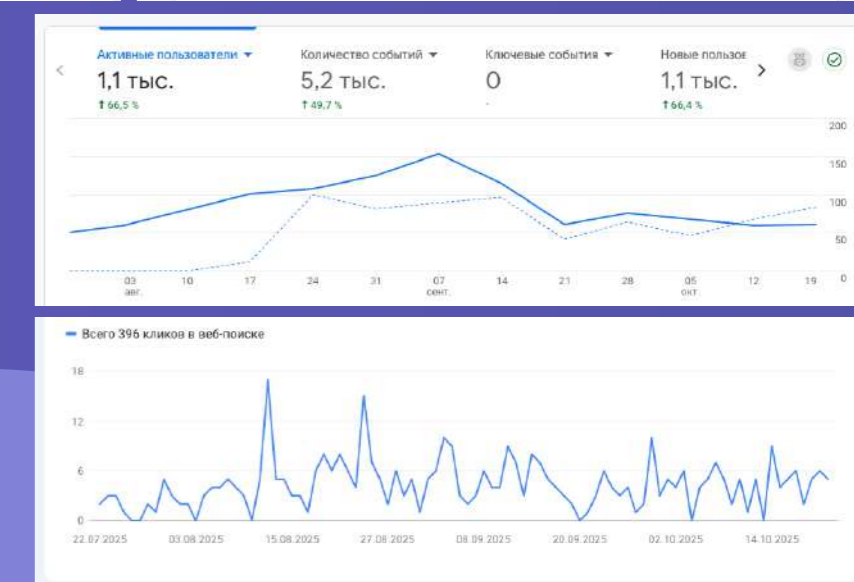 Активные пользователи Количество событий Ключевые события Новые пользов
1,1 тыс. 5,2 тыс. 0 1,1 тыс.
↑ 66,5 % ↑ 49,7 % - ↑ 66,4 %
200
150
100
50
0
03 10 17 24 31 07 14 21 28 05 12 19
авг. сент. окт.
Всего 396 кликов в веб-поиске
18
12
6
0
22.07.2025 03.08.2025 15.08.2025 27.08.2025 08.09.2025 20.09.2025 02.10.2025 14.10.2025